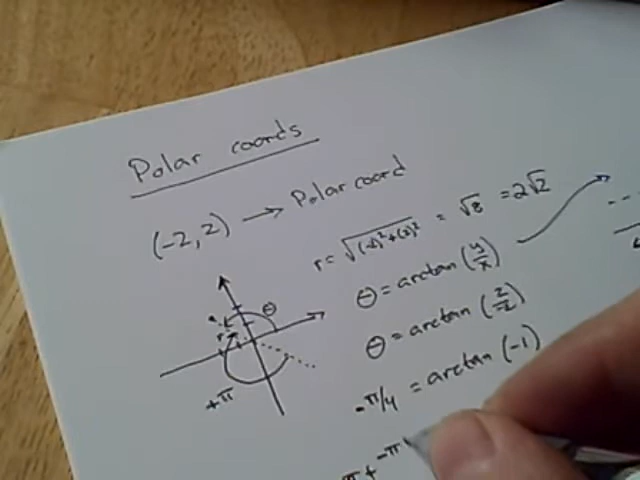 Polar coords
(-2, 2) → Polar coord
r = √(-2)²+(2)² = √8 = 2√2
θ = arctan(y/x)
θ = arctan(2/-2)
-π/4 = arctan(-1)
π + -π
θ
r
+π